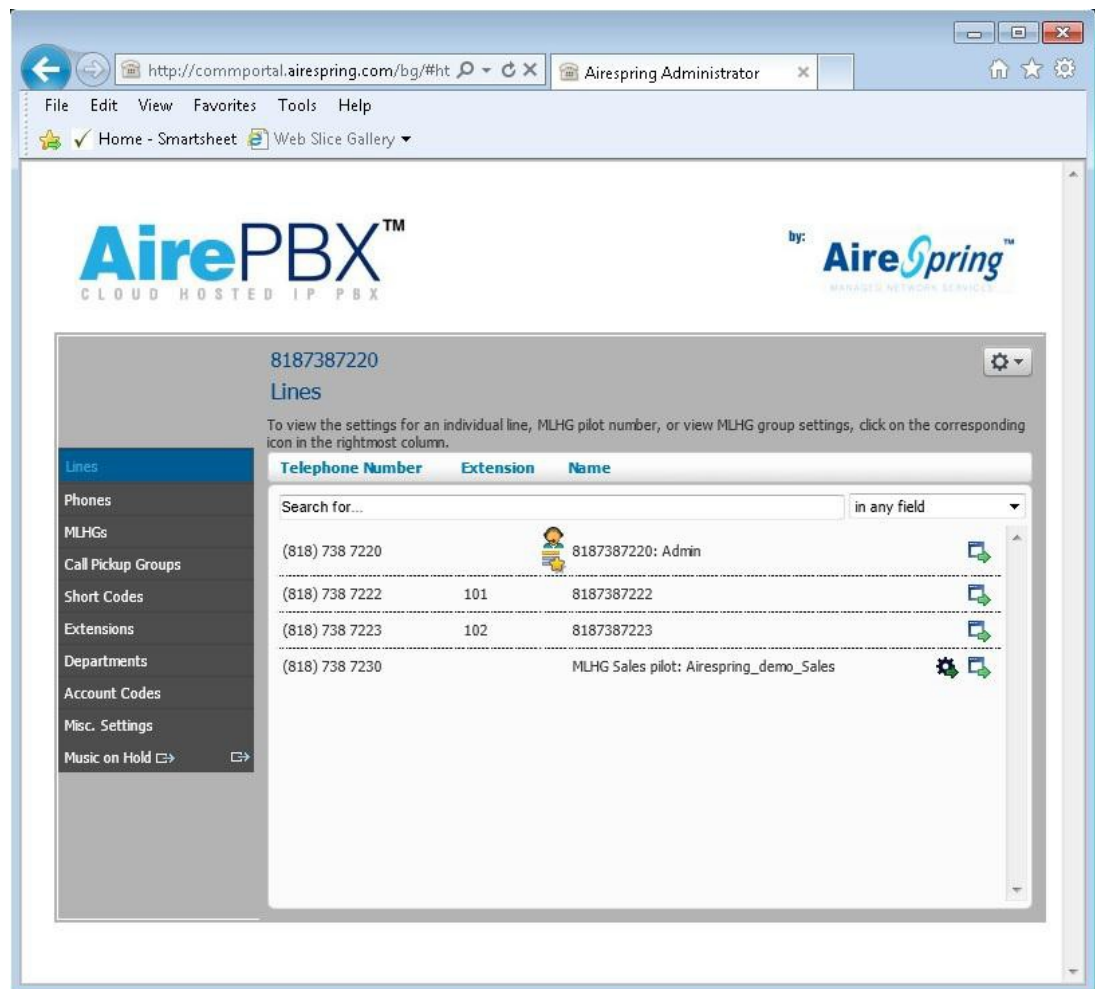 http://commportal.airespring.com/bg/#ht
Airespring Administrator
File Edit View Favorites Tools Help
Home - Smartsheet Web Slice Gallery
AirePBX™
CLOUD HOSTED IP PBX
by:
AireSpring™
MANAGED NETWORK SERVICES
8187387220
Lines
To view the settings for an individual line, MLHG pilot number, or view MLHG group settings, click on the corresponding
icon in the rightmost column.
Lines
Phones
MLHGs
Call Pickup Groups
Short Codes
Extensions
Departments
Account Codes
Misc. Settings
Music on Hold
Telephone Number Extension Name
Search for... in any field
(818) 738 7220 8187387220: Admin
(818) 738 7222 101 8187387222
(818) 738 7223 102 8187387223
(818) 738 7230 MLHG Sales pilot: Airespring_demo_Sales